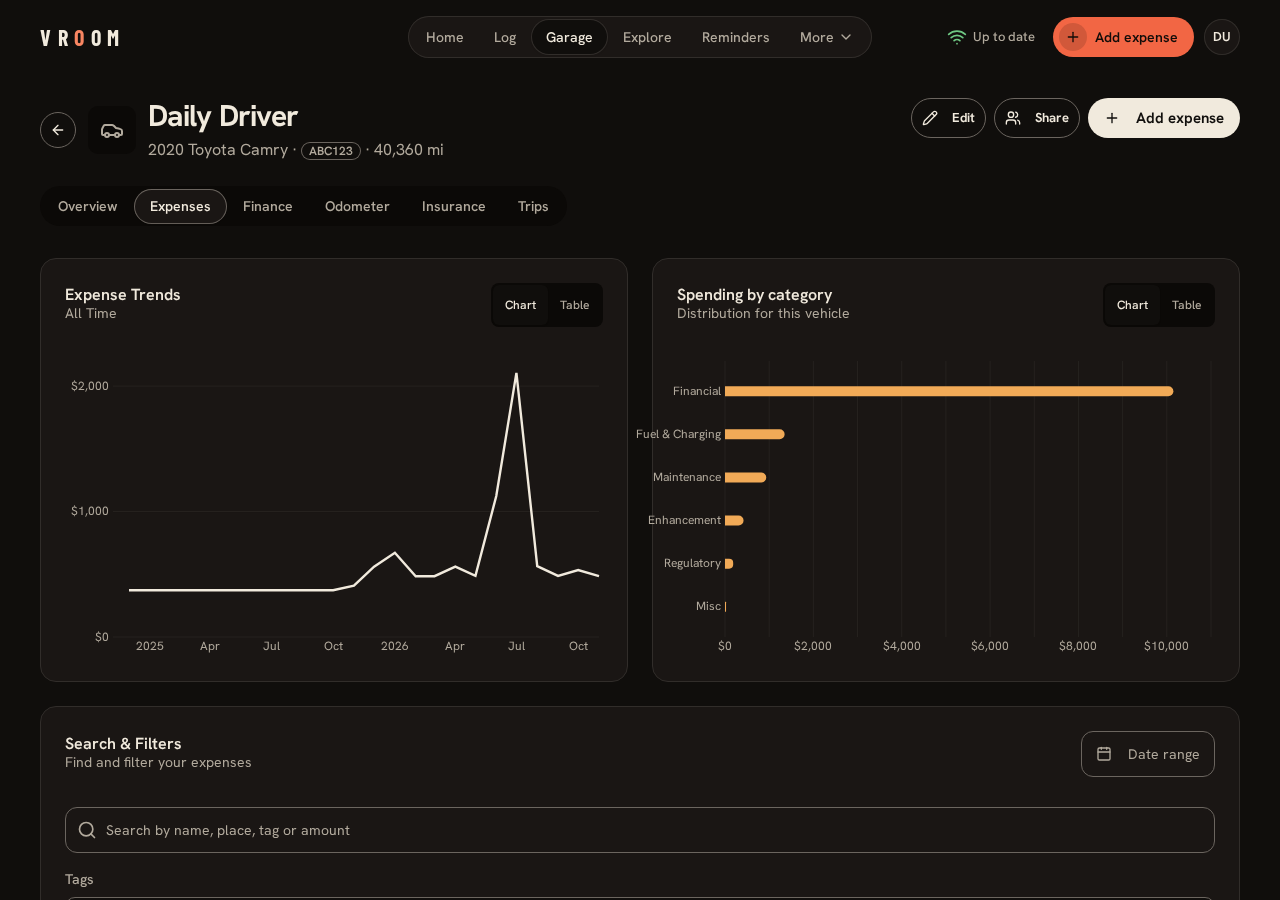 VROOM
Home
Log
Garage
Explore
Reminders
More
Up to date
Add expense
DU
Daily Driver
2020 Toyota Camry · ABC123 · 40,360 mi
Edit
Share
Add expense
Overview
Expenses
Finance
Odometer
Insurance
Trips
Expense Trends
All Time
Chart
Table
$2,000
$1,000
$0
2025
Apr
Jul
Oct
2026
Apr
Jul
Oct
Spending by category
Distribution for this vehicle
Chart
Table
Financial
Fuel & Charging
Maintenance
Enhancement
Regulatory
Misc
$0
$2,000
$4,000
$6,000
$8,000
$10,000
Search & Filters
Find and filter your expenses
Date range
Search by name, place, tag or amount
Tags